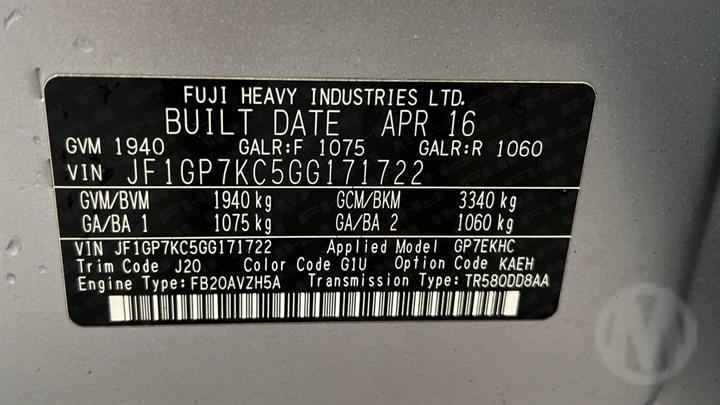 FUJI HEAVY INDUSTRIES LTD.
BUILT DATE APR 16
GVM 1940 GALR:F 1075 GALR:R 1060
VIN JF1GP7KC5GG171722
GVM/BVM 1940 kg GCM/BKM 3340 kg
GA/BA 1 1075 kg GA/BA 2 1060 kg
VIN JF1GP7KC5GG171722 Applied Model GP7EKHC
Trim Code J20 Color Code G1U Option Code KAEH
Engine Type:FB20AVZH5A Transmission Type:TR580DD8AA
M